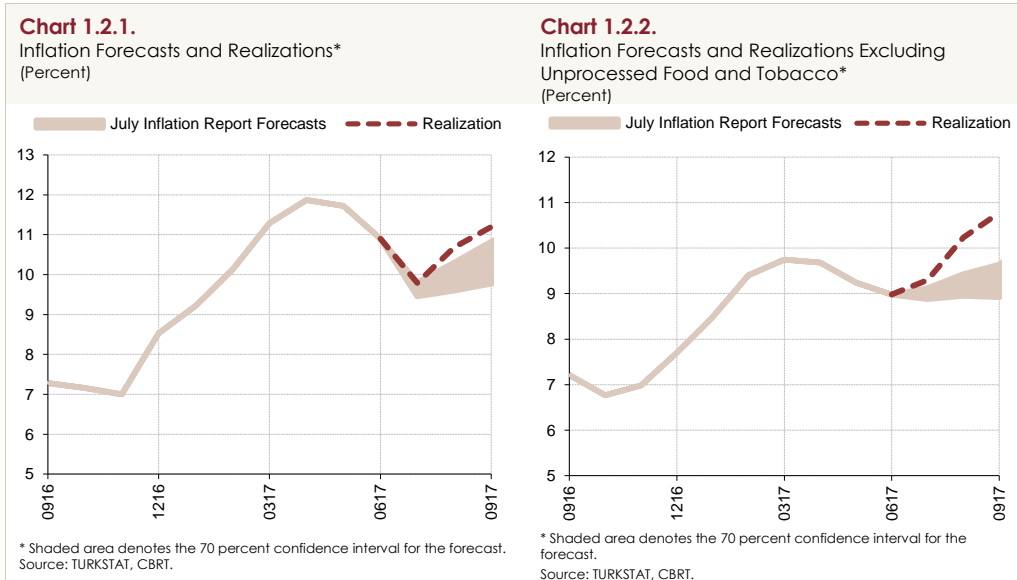 Chart 1.2.1.
Inflation Forecasts and Realizations*
(Percent)
July Inflation Report Forecasts
Realization
13
12
11
10
9
8
7
6
5
0916
1216
0317
0617
0917
* Shaded area denotes the 70 percent confidence interval for the forecast.
Source: TURKSTAT, CBRT.
Chart 1.2.2.
Inflation Forecasts and Realizations Excluding
Unprocessed Food and Tobacco*
(Percent)
July Inflation Report Forecasts
Realization
12
11
10
9
8
7
6
5
0916
1216
0317
0617
0917
* Shaded area denotes the 70 percent confidence interval for the
forecast.
Source: TURKSTAT, CBRT.